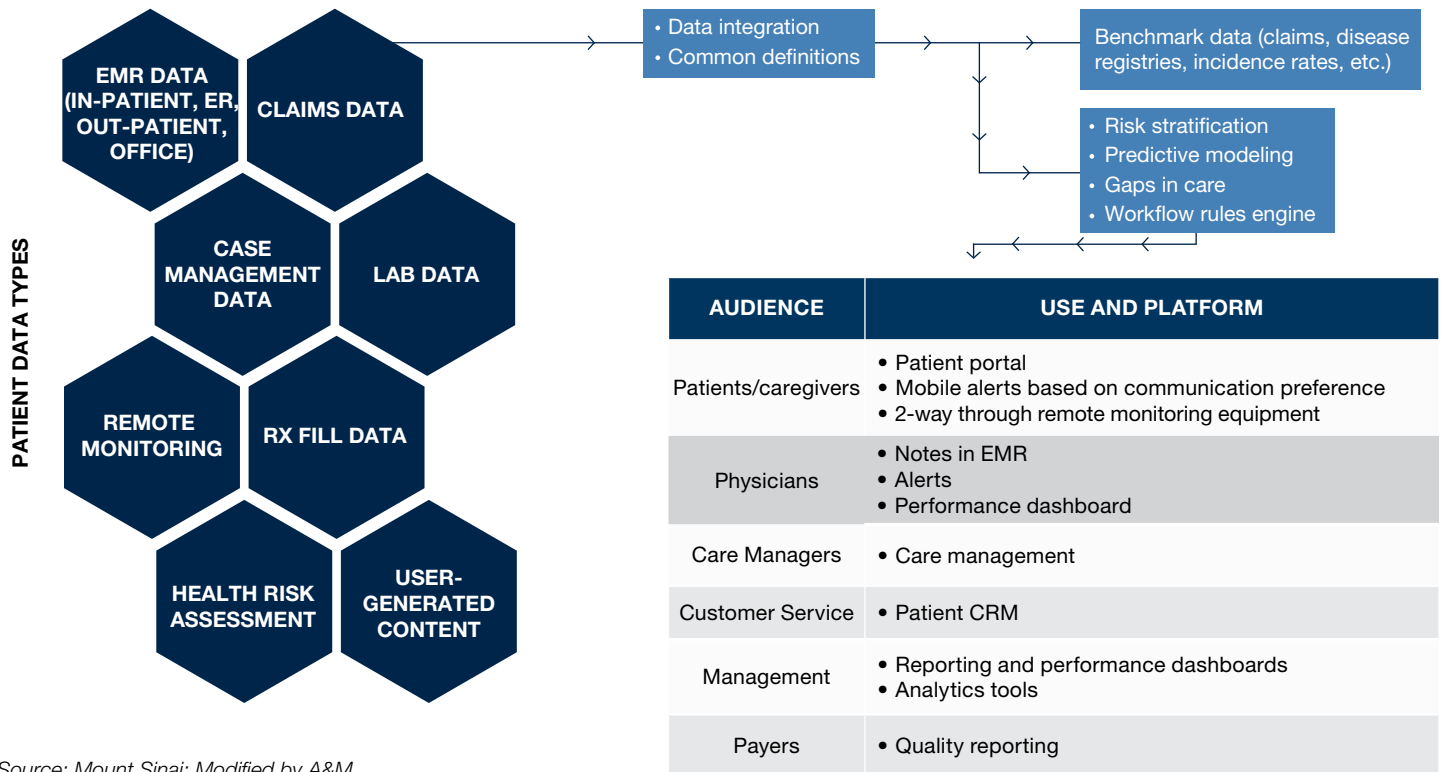 PATIENT DATA TYPES
EMR DATA
(IN-PATIENT, ER,
OUT-PATIENT,
OFFICE)
CLAIMS DATA
CASE
MANAGEMENT
DATA
LAB DATA
REMOTE
MONITORING
RX FILL DATA
HEALTH RISK
ASSESSMENT
USER-
GENERATED
CONTENT
• Data integration
• Common definitions
Benchmark data (claims, disease
registries, incidence rates, etc.)
• Risk stratification
• Predictive modeling
• Gaps in care
• Workflow rules engine
AUDIENCE
USE AND PLATFORM
Patients/caregivers
• Patient portal
• Mobile alerts based on communication preference
• 2-way through remote monitoring equipment
Physicians
• Notes in EMR
• Alerts
• Performance dashboard
Care Managers
• Care management
Customer Service
• Patient CRM
Management
• Reporting and performance dashboards
• Analytics tools
Payers
• Quality reporting
Source: Mount Sinai; Modified by A&M